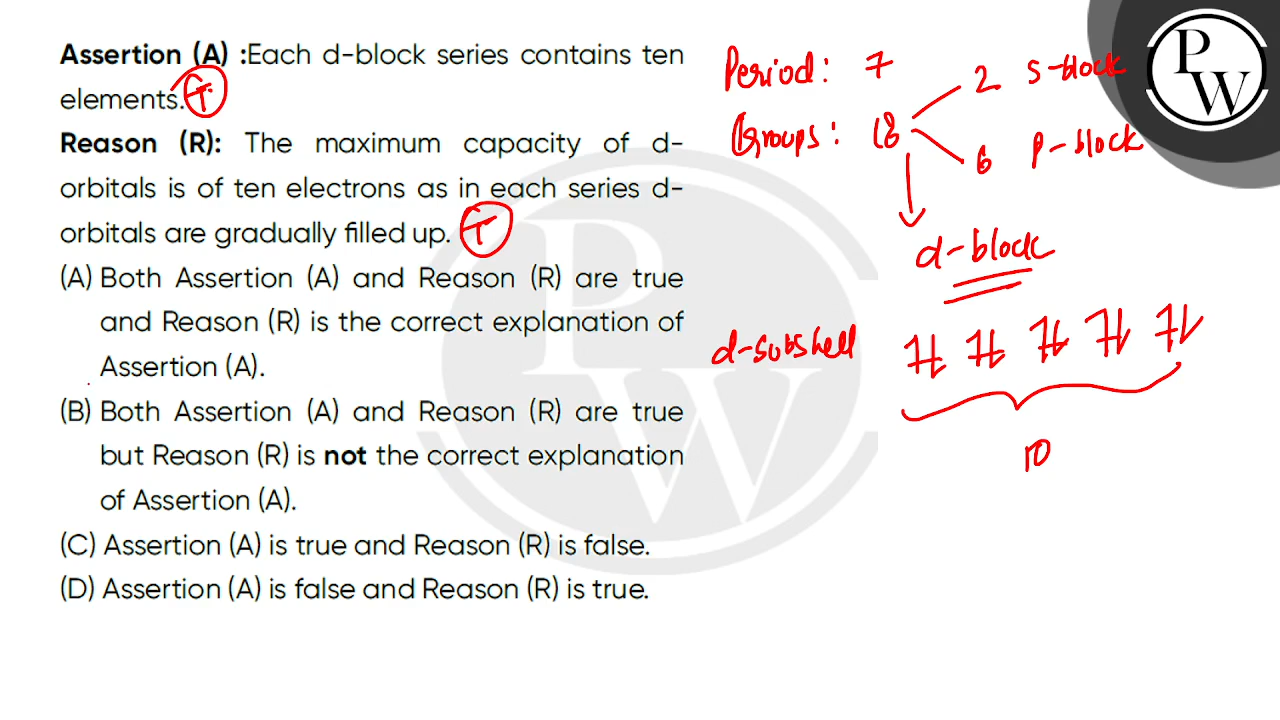 Assertion (A) :Each d-block series contains ten
elements. T
Reason (R): The maximum capacity of d-
orbitals is of ten electrons as in each series d-
orbitals are gradually filled up. T
(A) Both Assertion (A) and Reason (R) are true
and Reason (R) is the correct explanation of
Assertion (A).
(B) Both Assertion (A) and Reason (R) are true
but Reason (R) is not the correct explanation
of Assertion (A).
(C) Assertion (A) is true and Reason (R) is false.
(D) Assertion (A) is false and Reason (R) is true.
Period: 7
2 s-block
Groups: 18
6 p-block
d-block
d-subshell
10
P
W
P
W